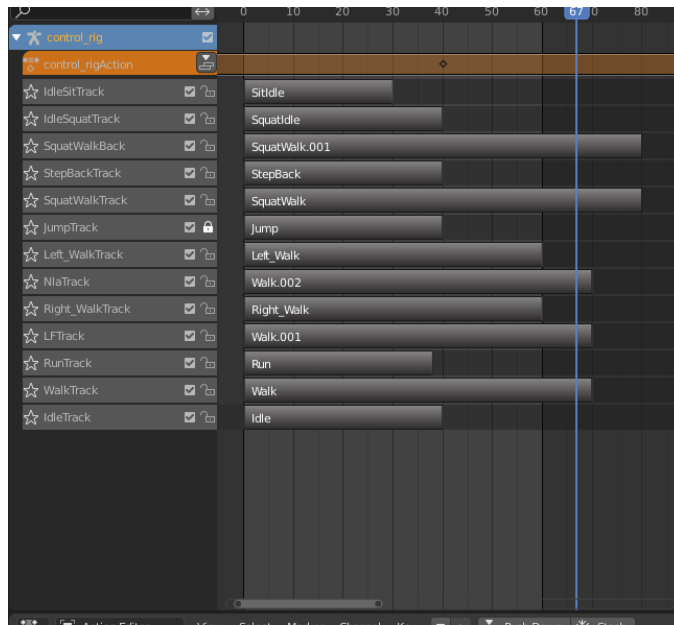 0 10 20 30 40 50 60 67 0 80
control_rig
control_rigAction
IdleSitTrack SitIdle
IdleSquatTrack SquatIdle
SquatWalkBack SquatWalk.001
StepBackTrack StepBack
SquatWalkTrack SquatWalk
JumpTrack Jump
Left_WalkTrack Left_Walk
NlaTrack Walk.002
Right_WalkTrack Right_Walk
LFTrack Walk.001
RunTrack Run
WalkTrack Walk
IdleTrack Idle